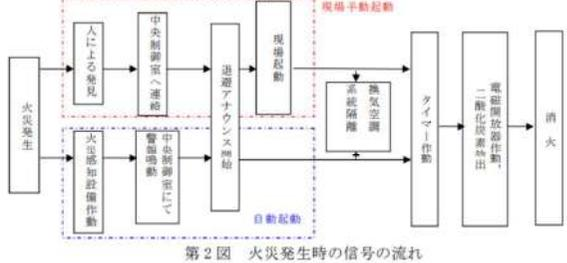 現場手動起動
火災発生
人による発見
中央制御室へ連絡
退避アナウンス開始
現場起動
換気空調
系統隔離
タイマー作動
電磁開放器作動、
二酸化炭素放出
消火
火災感知設備作動
中央制御室にて
警報鳴動
自動起動
第2図　火災発生時の信号の流れ